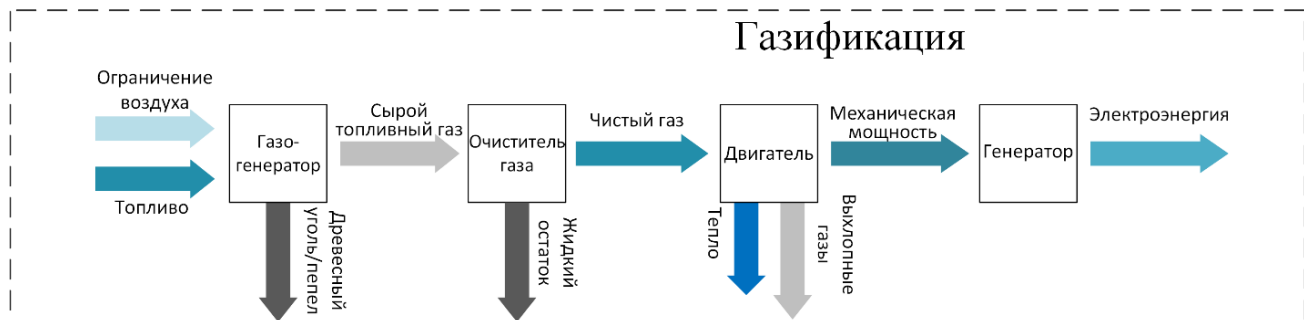 Газификация
Ограничение
воздуха
Топливо
Газо-
генератор
Древесный
уголь/пепел
Сырой
топливный газ
Очиститель
газа
Жидкий
остаток
Чистый газ
Двигатель
Тепло
Выхлопные
газы
Механическая
мощность
Генератор
Электроэнергия